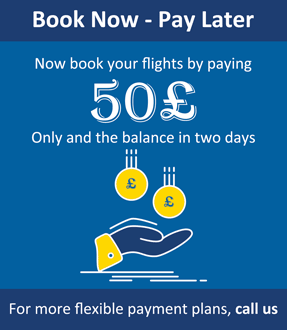 Book Now - Pay Later
Now book your flights by paying
50£
Only and the balance in two days
£
£
For more flexible payment plans, call us